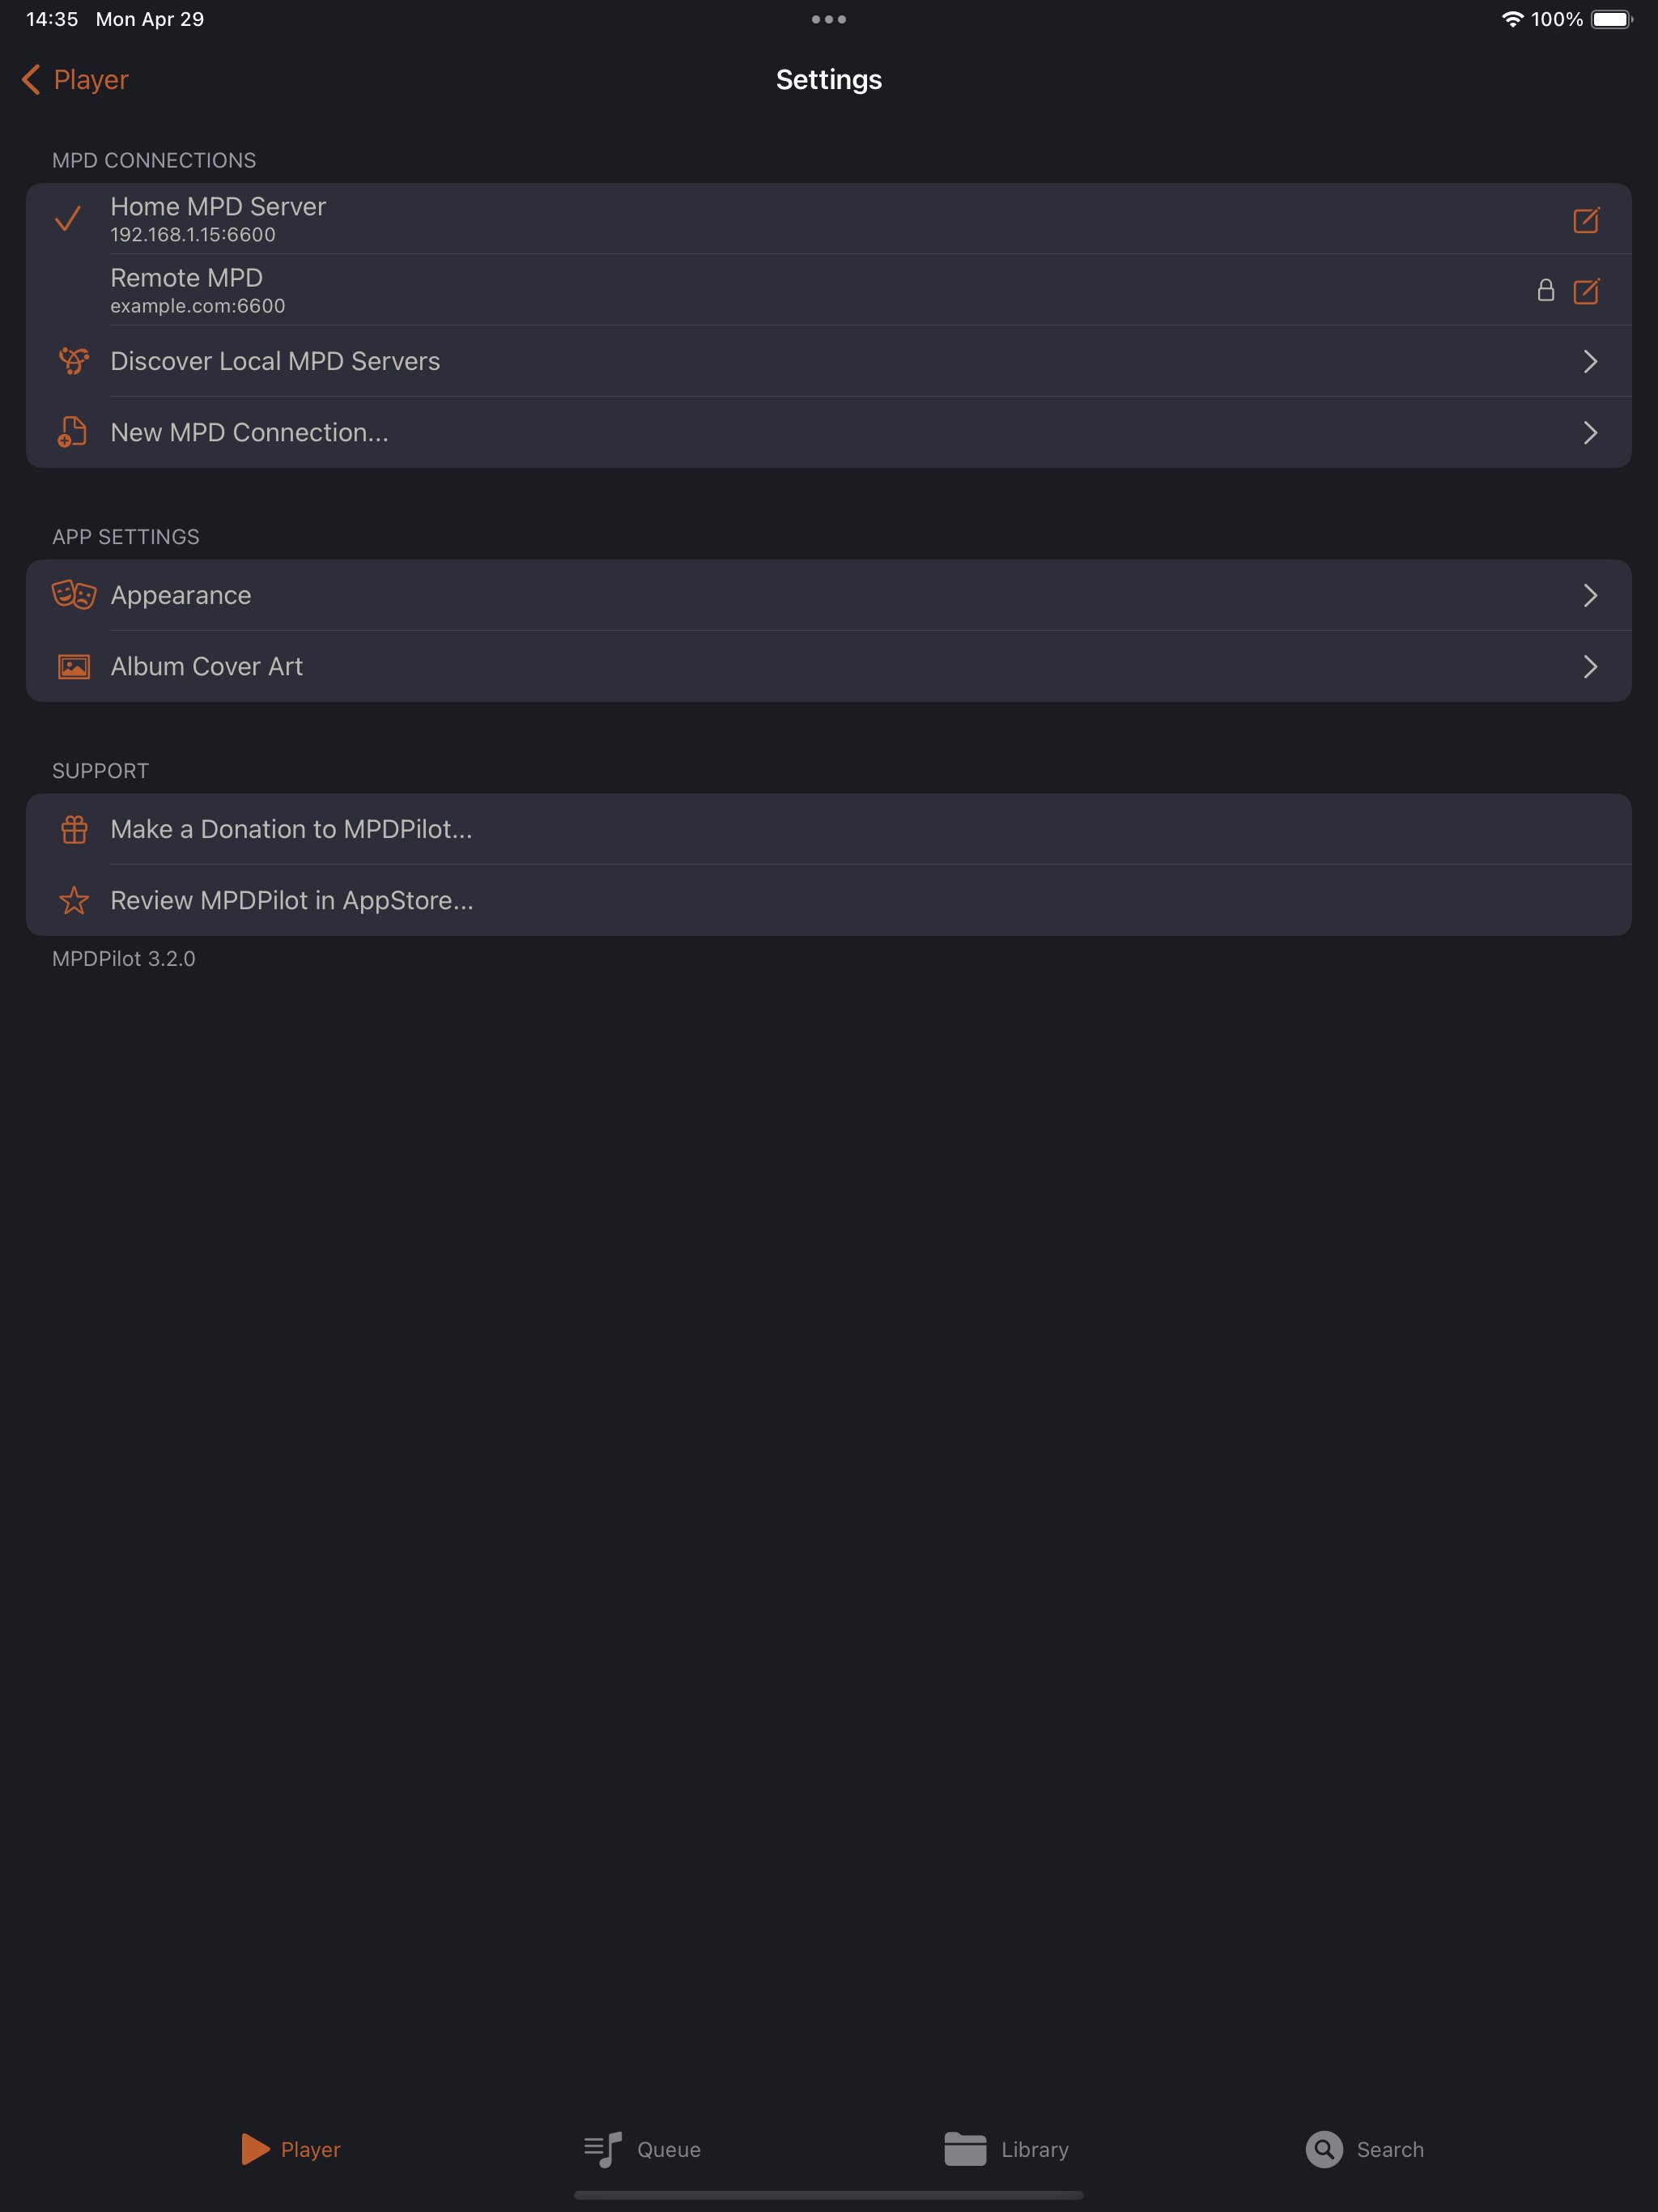 14:35 Mon Apr 29
100%
Player
Settings
MPD CONNECTIONS
Home MPD Server
192.168.1.15:6600
Remote MPD
example.com:6600
Discover Local MPD Servers
New MPD Connection...
APP SETTINGS
Appearance
Album Cover Art
SUPPORT
Make a Donation to MPDPilot...
Review MPDPilot in AppStore...
MPDPilot 3.2.0
Player
Queue
Library
Search